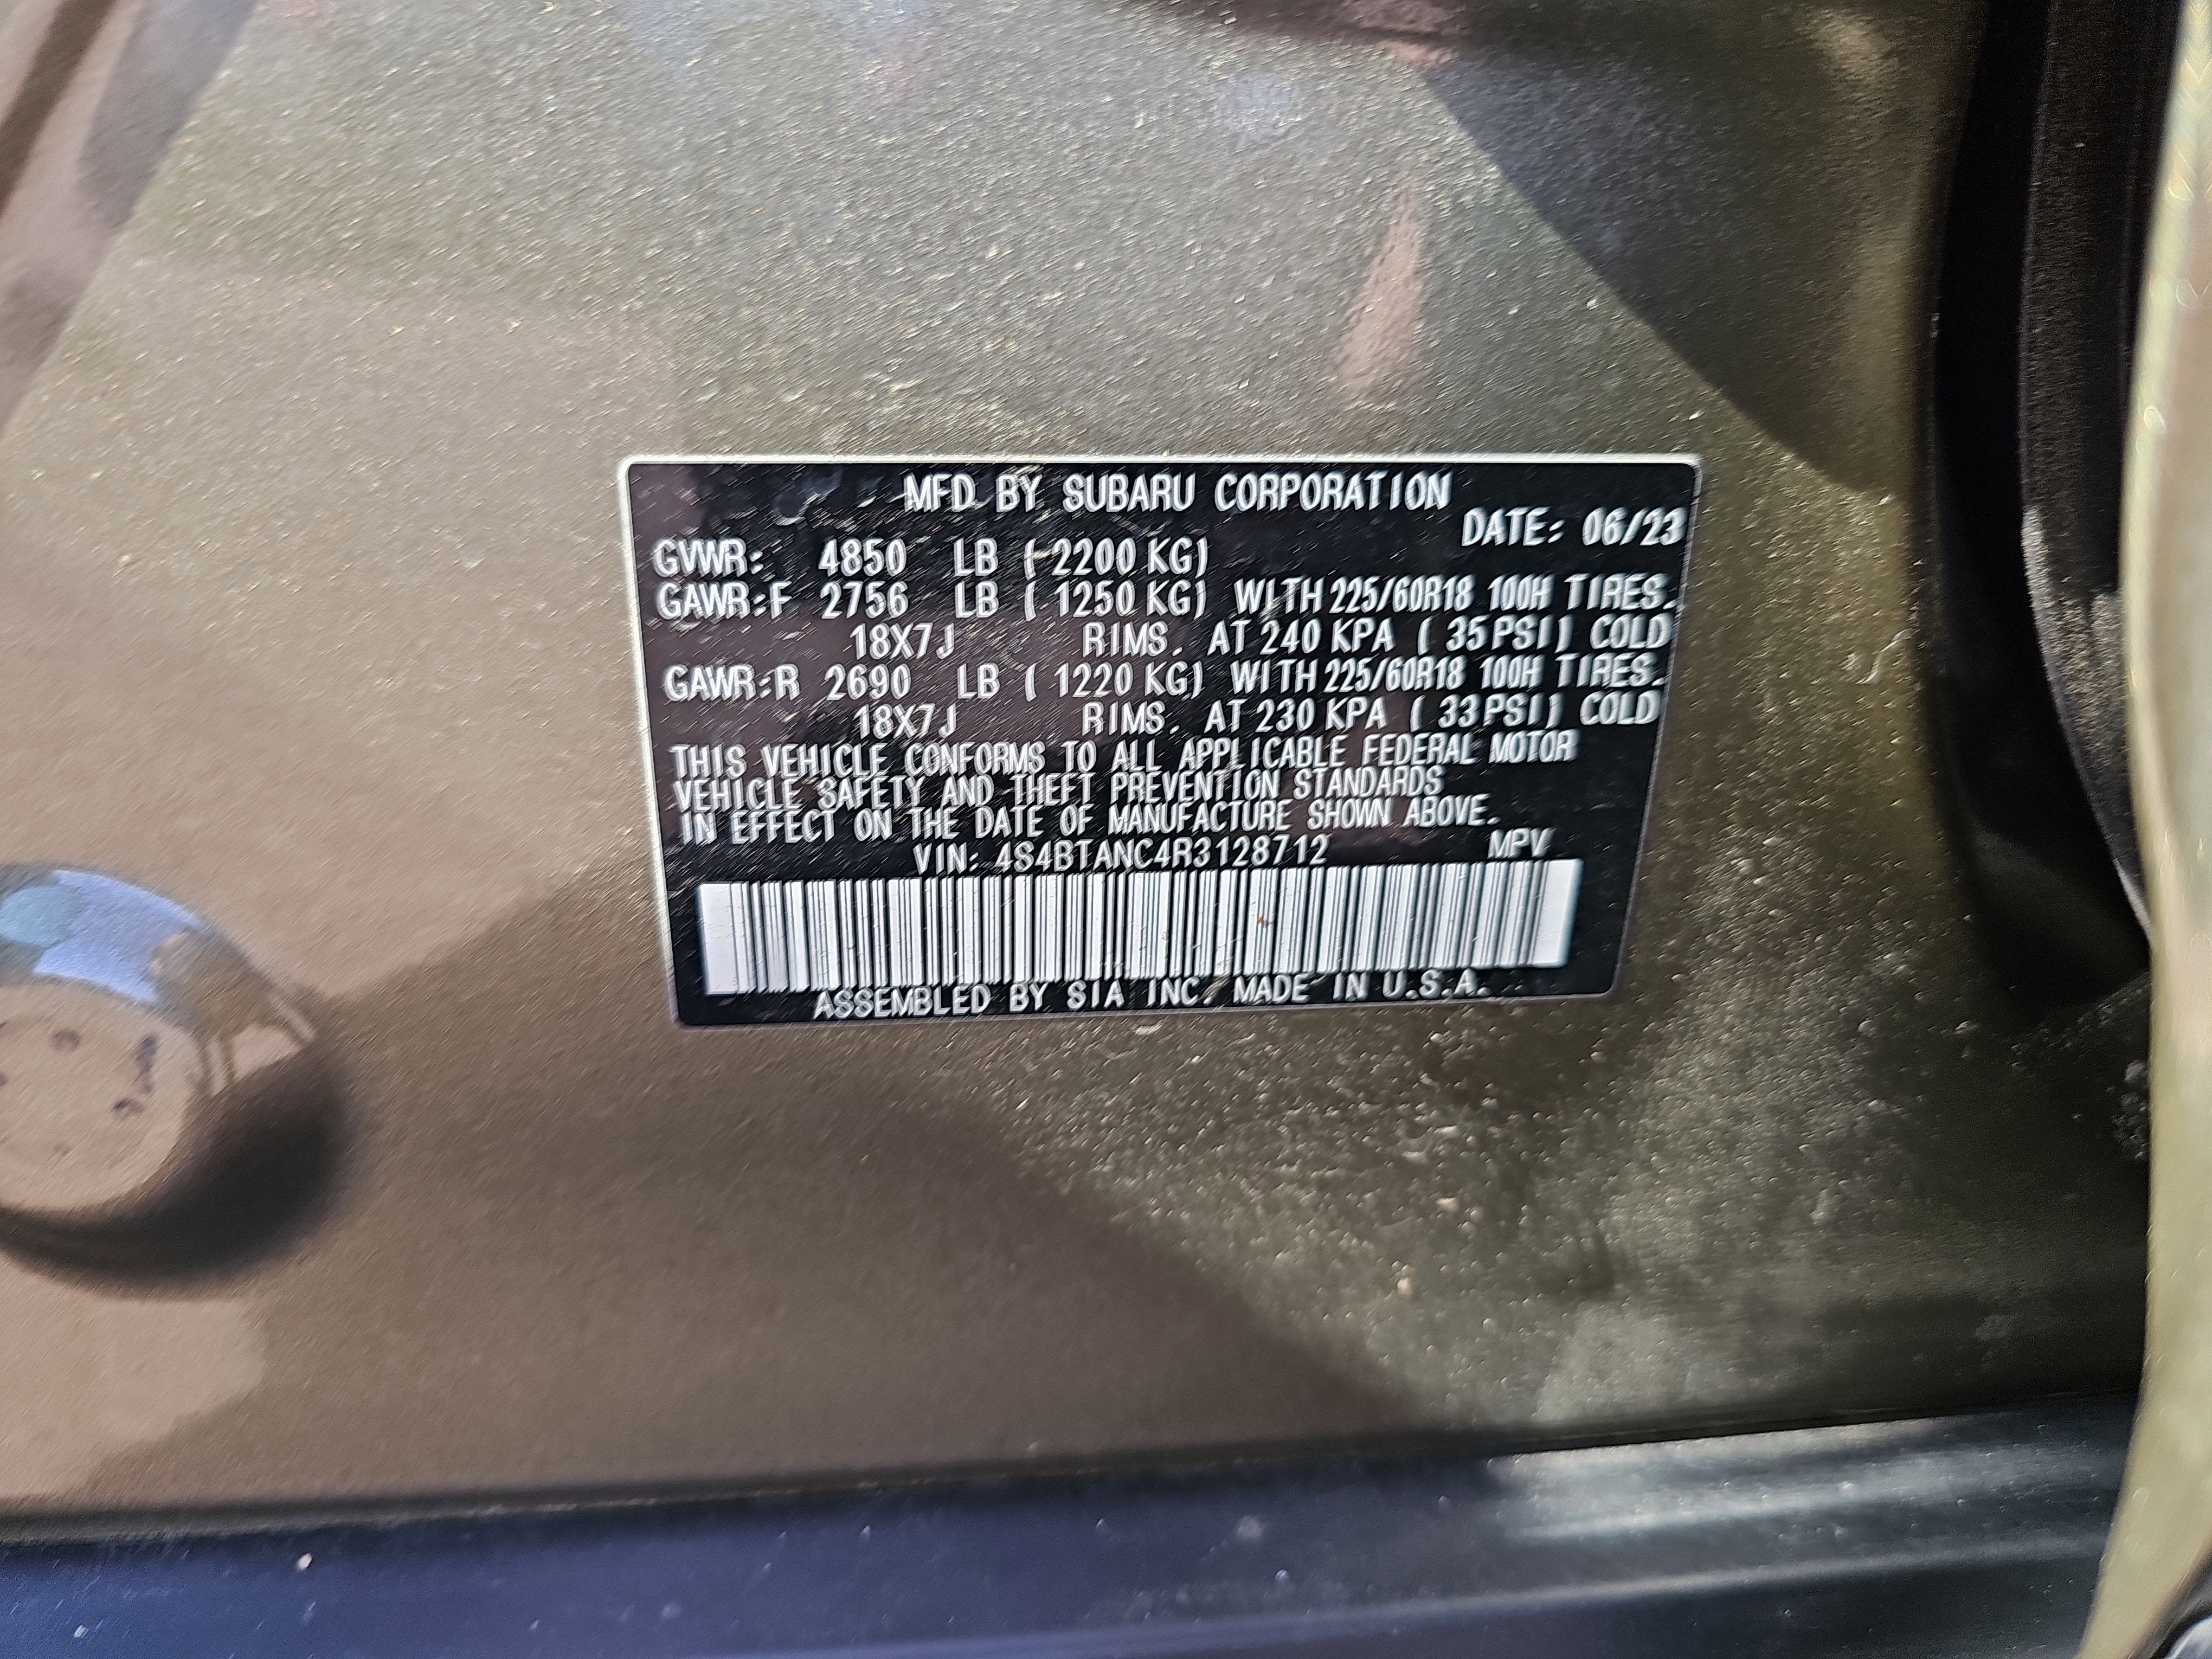 MFD BY SUBARU CORPORATION
DATE: 06/23
GVWR: 4850 LB ( 2200 KG)
GAWR:F 2756 LB ( 1250 KG) WITH 225/60R18 100H TIRES.
18X7J RIMS. AT 240 KPA ( 35 PSI) COLD
GAWR:R 2690 LB ( 1220 KG) WITH 225/60R18 100H TIRES.
18X7J RIMS. AT 230 KPA ( 33 PSI) COLD
THIS VEHICLE CONFORMS TO ALL APPLICABLE FEDERAL MOTOR
VEHICLE SAFETY AND THEFT PREVENTION STANDARDS
IN EFFECT ON THE DATE OF MANUFACTURE SHOWN ABOVE.
VIN: 4S4BTANC4R3128712 MPV
ASSEMBLED BY SIA INC. MADE IN U.S.A.